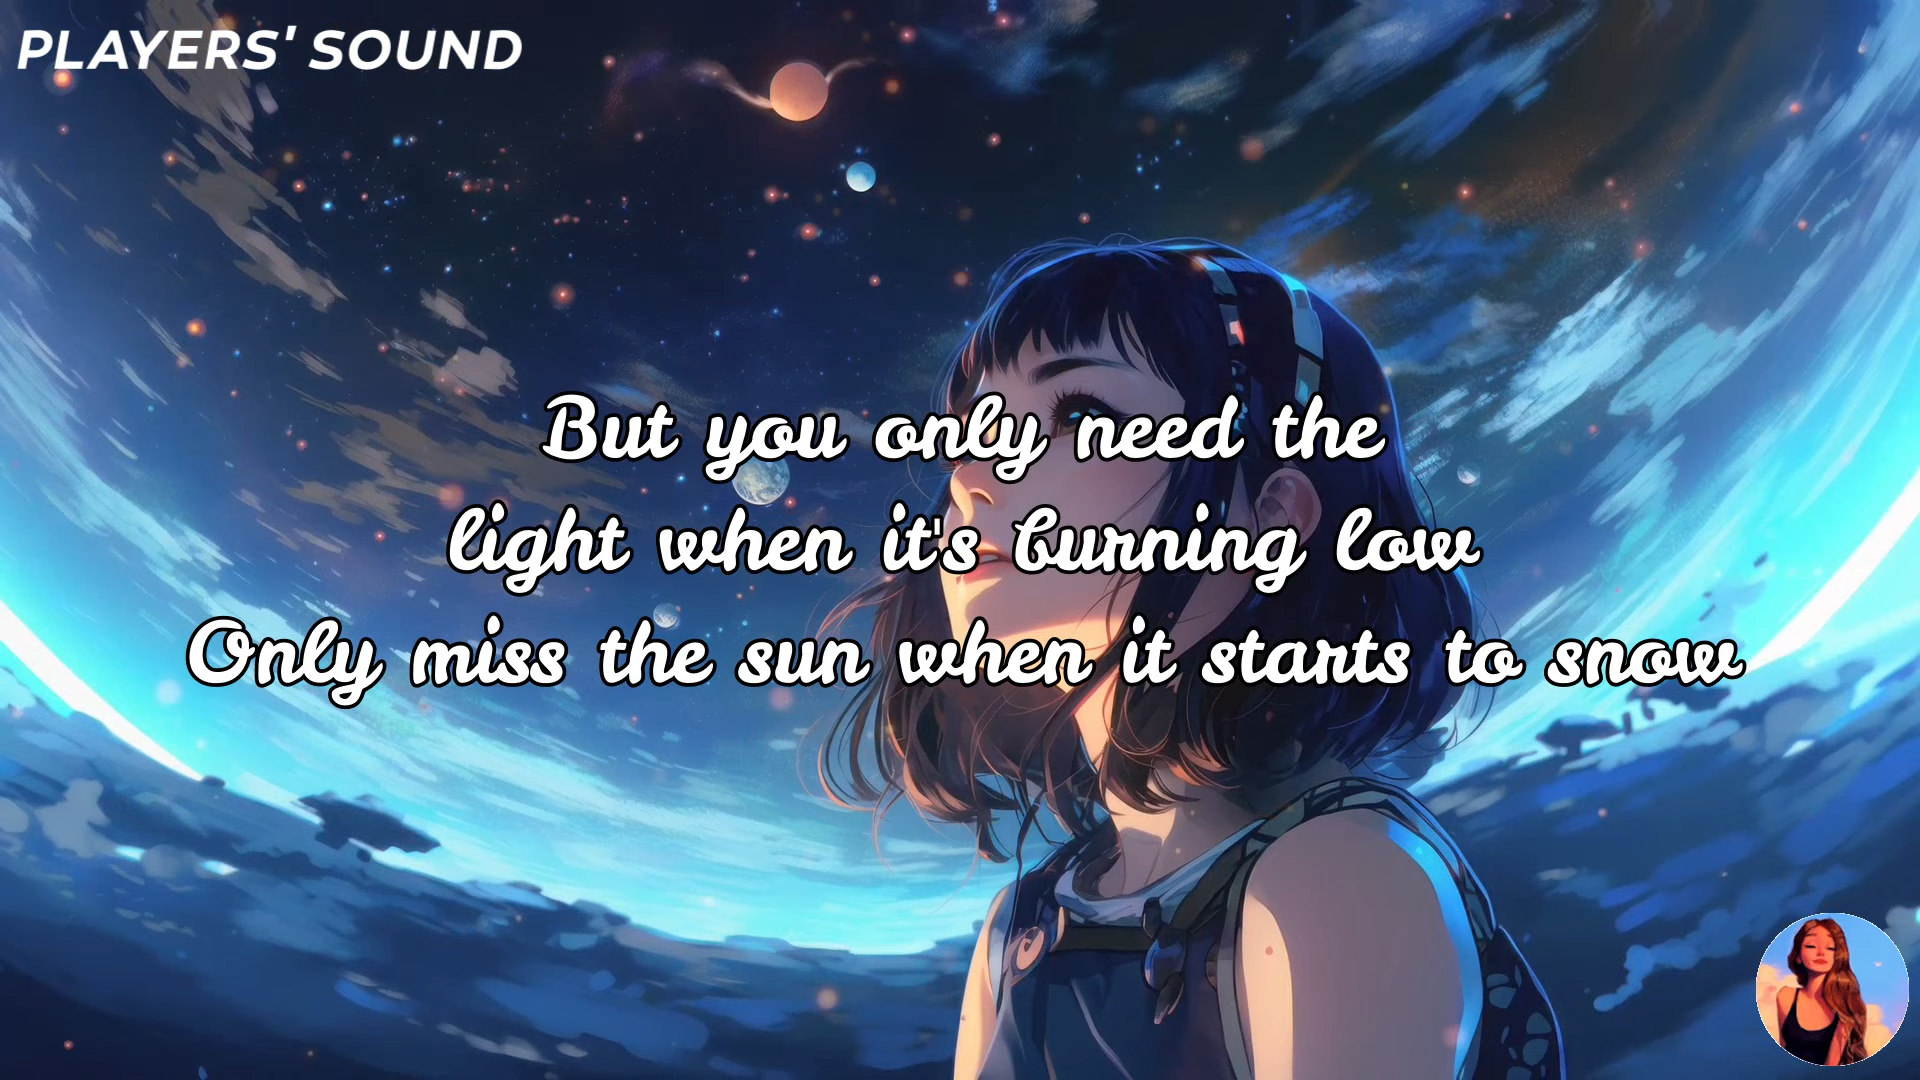 PLAYERS' SOUND
But you only need the
light when it's burning low
Only miss the sun when it starts to snow